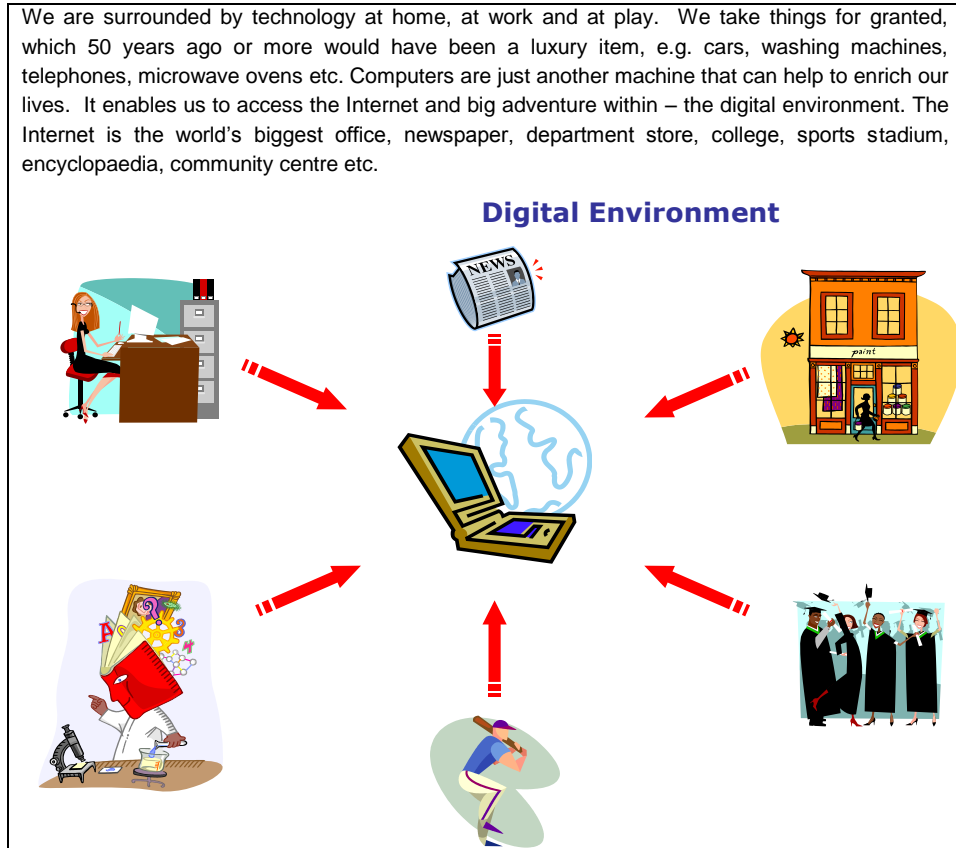 We are surrounded by technology at home, at work and at play. We take things for granted,
which 50 years ago or more would have been a luxury item, e.g. cars, washing machines,
telephones, microwave ovens etc. Computers are just another machine that can help to enrich our
lives. It enables us to access the Internet and big adventure within – the digital environment. The
Internet is the world's biggest office, newspaper, department store, college, sports stadium,
encyclopaedia, community centre etc.
Digital Environment
NEWS
paint